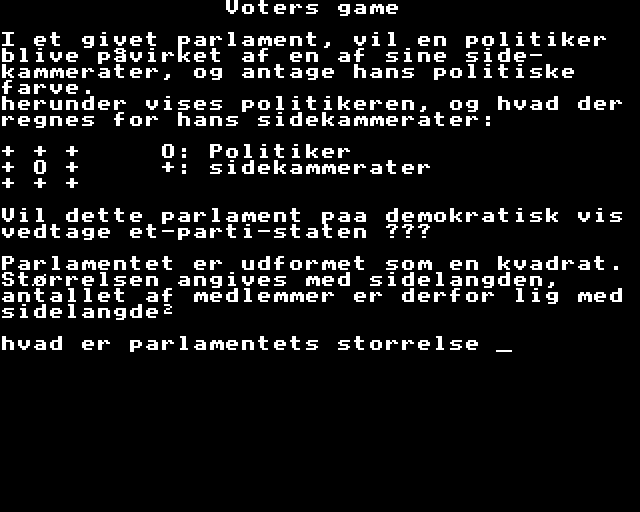 Voters game
I et givet parlament, vil en politiker
blive påvirket af en af sine side-
kammerater, og antage hans politiske
farve.
herunder vises politikeren, og hvad der
regnes for hans sidekammerater:
+ + +     O: Politiker
+ O +     +: sidekammerater
+ + +
Vil dette parlament paa demokratisk vis
vedtage et-parti-staten ???
Parlamentet er udformet som en kvadrat.
Størrelsen angives med sidelangden,
antallet af medlemmer er derfor lig med
sidelangde²
hvad er parlamentets storrelse _